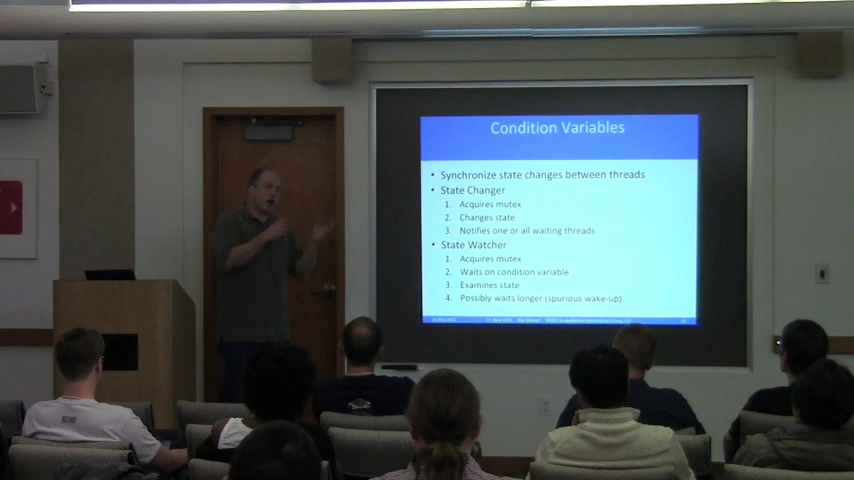 Condition Variables
• Synchronize state changes between threads
• State Changer
1. Acquires mutex
2. Changes state
3. Notifies one or all waiting threads
• State Watcher
1. Acquires mutex
2. Waits on condition variable
3. Examines state
4. Possibly waits longer (spurious wake-up)